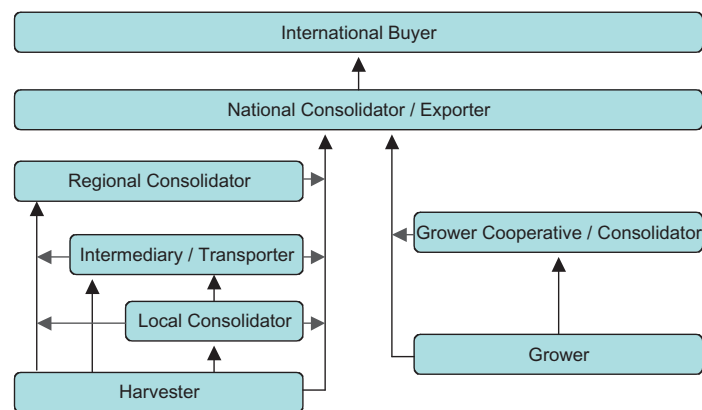 International Buyer
National Consolidator / Exporter
Regional Consolidator
Grower Cooperative / Consolidator
Intermediary / Transporter
Local Consolidator
Grower
Harvester